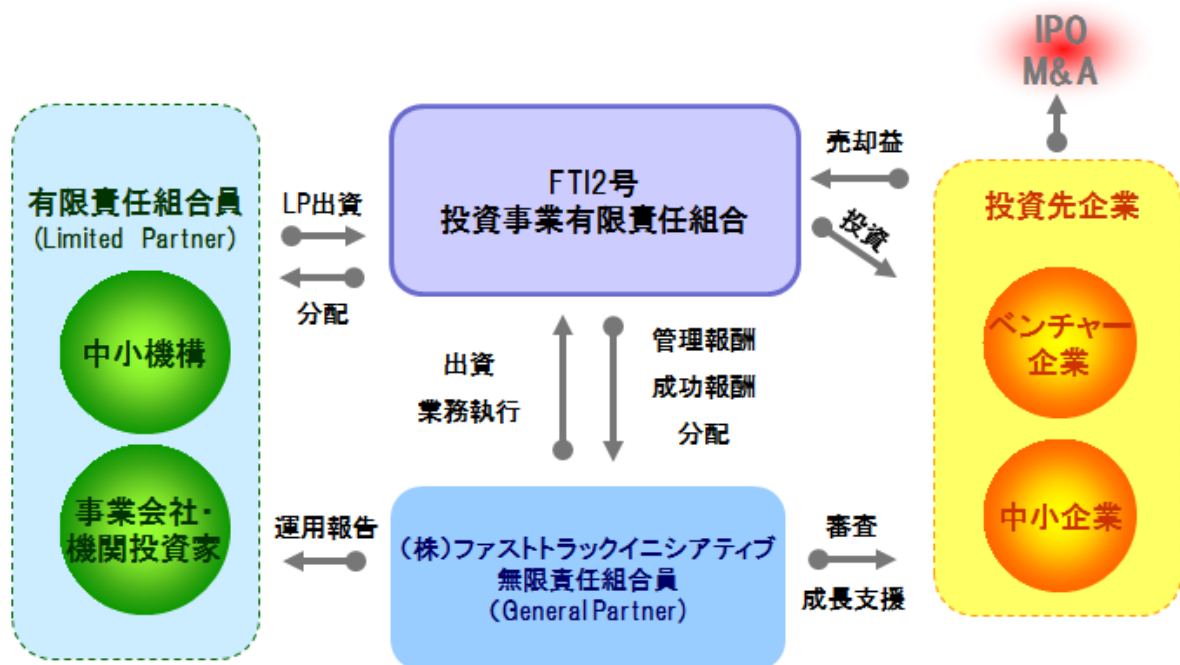 IPO
M&A
有限責任組合員
(Limited Partner)
中小機構
事業会社・
機関投資家
LP出資
分配
運用報告
FTI2号
投資事業有限責任組合
出資
業務執行
管理報酬
成功報酬
分配
(株)ファストトラックイニシアティブ
無限責任組合員
(General Partner)
売却益
投資
審査
成長支援
投資先企業
ベンチャー
企業
中小企業